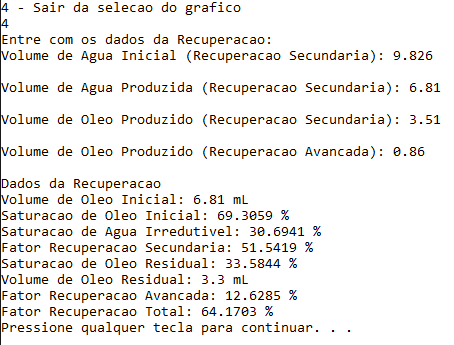 4 - Sair da selecao do grafico
4
Entre com os dados da Recuperacao:
Volume de Agua Inicial (Recuperacao Secundaria): 9.826
Volume de Agua Produzida (Recuperacao Secundaria): 6.81
Volume de Oleo Produzido (Recuperacao Secundaria): 3.51
Volume de Oleo Produzido (Recuperacao Avancada): 0.86
Dados da Recuperacao
Volume de Oleo Inicial: 6.81 mL
Saturacao de Oleo Inicial: 69.3059 %
Saturacao de Agua Irredutivel: 30.6941 %
Fator Recuperacao Secundaria: 51.5419 %
Saturacao de Oleo Residual: 33.5844 %
Volume de Oleo Residual: 3.3 mL
Fator Recuperacao Avancada: 12.6285 %
Fator Recuperacao Total: 64.1703 %
Pressione qualquer tecla para continuar. . .